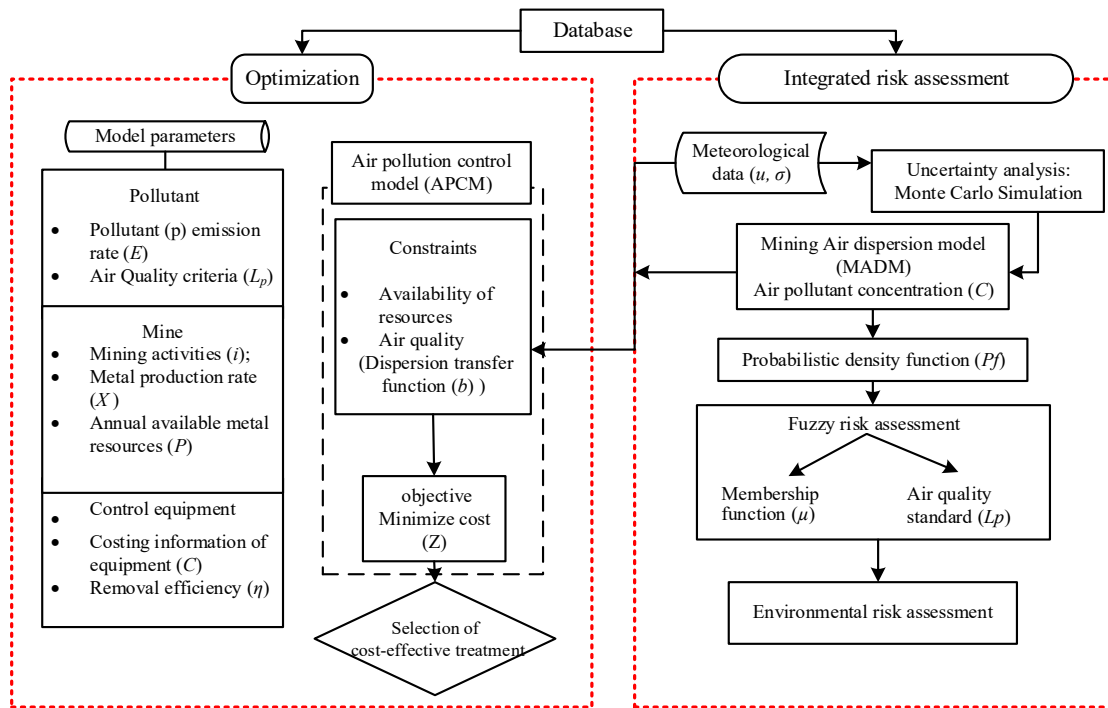 Database
Optimization
Integrated risk assessment
Model parameters
Pollutant
• Pollutant (p) emission
rate (E)
• Air Quality criteria (Lp)
Mine
• Mining activities (i);
• Metal production rate
(X)
• Annual available metal
resources (P)
• Control equipment
• Costing information of
equipment (C)
• Removal efficiency (η)
Air pollution control
model (APCM)
Constraints
• Availability of
resources
• Air quality
(Dispersion transfer
function (b) )
objective
Minimize cost
(Z)
Selection of
cost-effective treatment
Meteorological
data (u, σ)
Uncertainty analysis:
Monte Carlo Simulation
Mining Air dispersion model
(MADM)
Air pollutant concentration (C)
Probabilistic density function (Pf)
Fuzzy risk assessment
Membership
function (μ)
Air quality
standard (Lp)
Environmental risk assessment